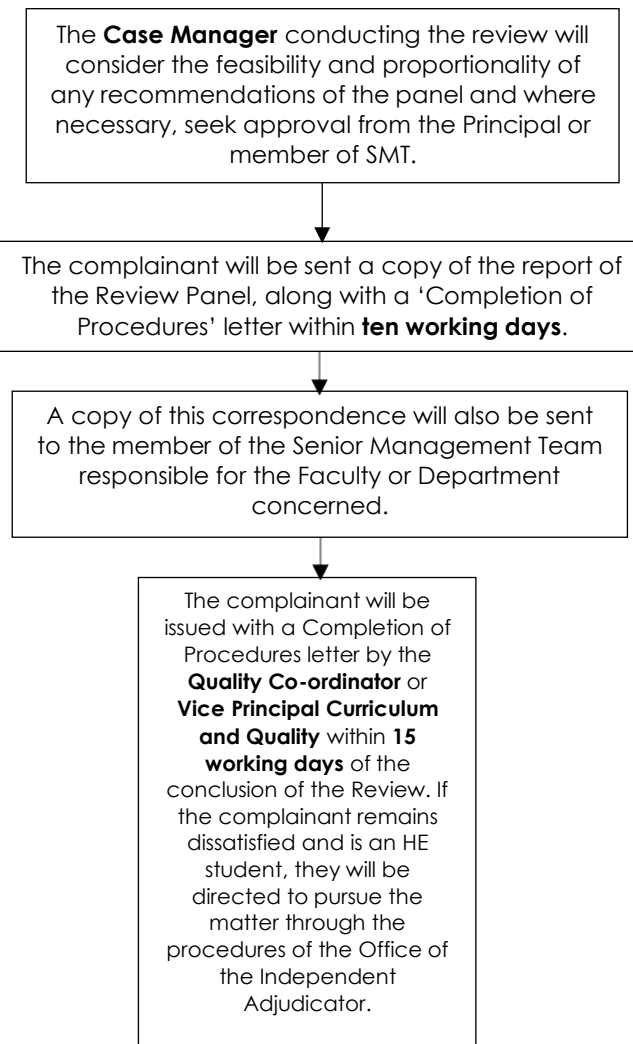 The Case Manager conducting the review will
consider the feasibility and proportionality of
any recommendations of the panel and where
necessary, seek approval from the Principal or
member of SMT.
The complainant will be sent a copy of the report of
the Review Panel, along with a ‘Completion of
Procedures’ letter within ten working days.
A copy of this correspondence will also be sent
to the member of the Senior Management Team
responsible for the Faculty or Department
concerned.
The complainant will be
issued with a Completion of
Procedures letter by the
Quality Co-ordinator or
Vice Principal Curriculum
and Quality within 15
working days of the
conclusion of the Review. If
the complainant remains
dissatisfied and is an HE
student, they will be
directed to pursue the
matter through the
procedures of the Office of
the Independent
Adjudicator.